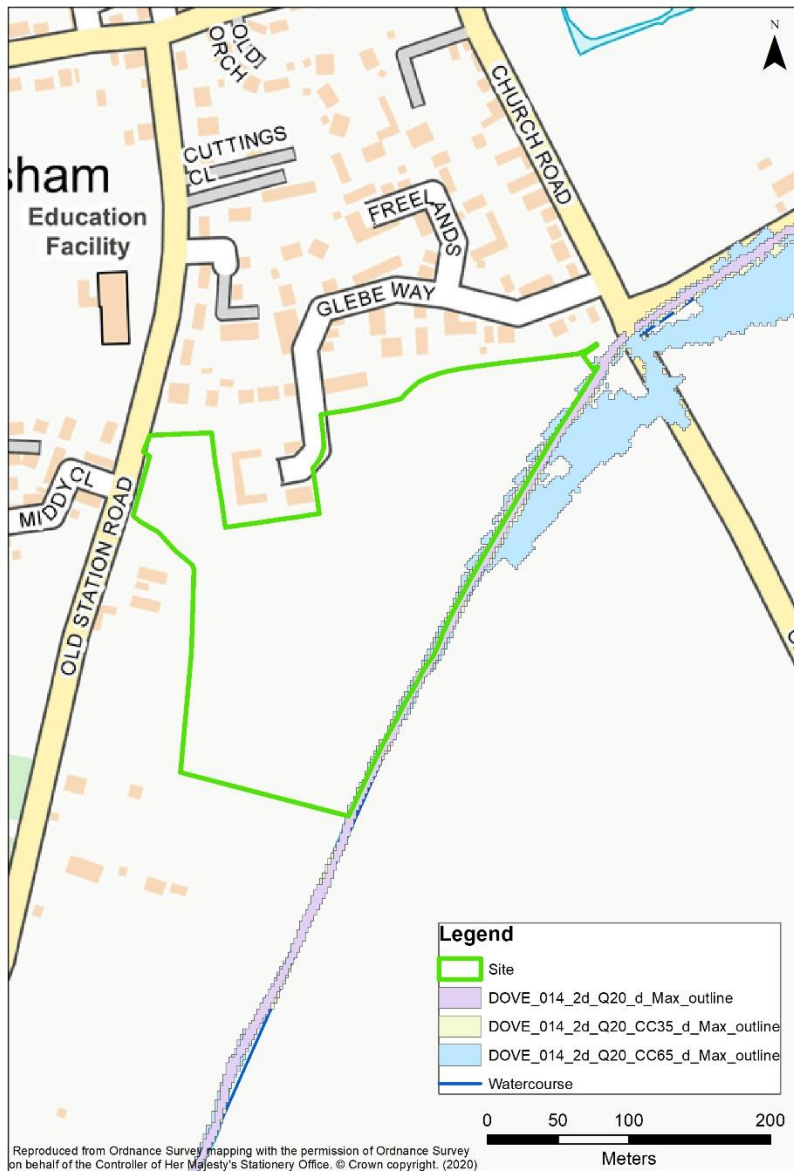 N
OLD
ORCH
CHURCH ROAD
CUTTINGS
CL
sham
Education
Facility
FREELANDS
GLEBE WAY
MIDDY CL
OLD STATION ROAD
C
Legend
Site
DOVE_014_2d_Q20_d_Max_outline
DOVE_014_2d_Q20_CC35_d_Max_outline
DOVE_014_2d_Q20_CC65_d_Max_outline
Watercourse
0 50 100 200
Meters
Reproduced from Ordnance Survey mapping with the permission of Ordnance Survey
on behalf of the Controller of Her Majesty's Stationery Office. © Crown copyright. (2020)